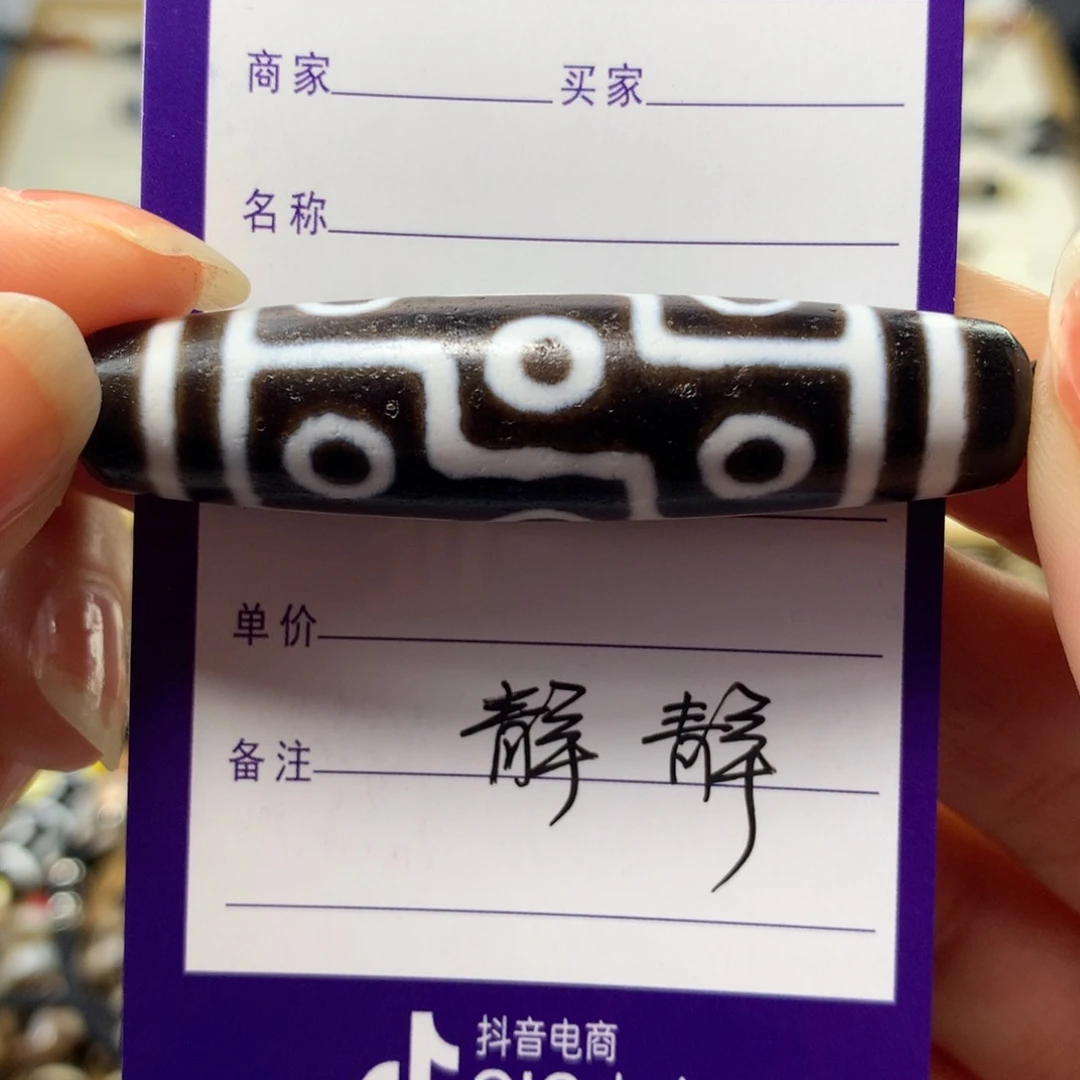 商家 买家
名称
单价
备注 静静
抖音电商